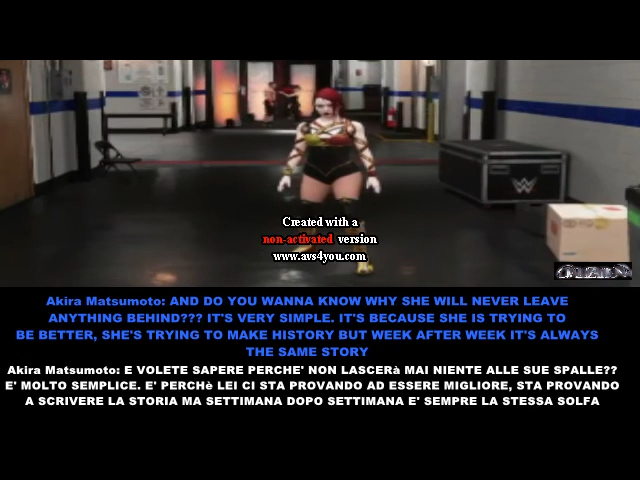 Created with a
non-activated version
www.avs4you.com
Akira Matsumoto: AND DO YOU WANNA KNOW WHY SHE WILL NEVER LEAVE
ANYTHING BEHIND??? IT'S VERY SIMPLE. IT'S BECAUSE SHE IS TRYING TO
BE BETTER, SHE'S TRYING TO MAKE HISTORY BUT WEEK AFTER WEEK IT'S ALWAYS
THE SAME STORY
Akira Matsumoto: E VOLETE SAPERE PERCHE' NON LASCERà MAI NIENTE ALLE SUE SPALLE??
E' MOLTO SEMPLICE. E' PERCHè LEI CI STA PROVANDO AD ESSERE MIGLIORE, STA PROVANDO
A SCRIVERE LA STORIA MA SETTIMANA DOPO SETTIMANA E' SEMPRE LA STESSA SOLFA